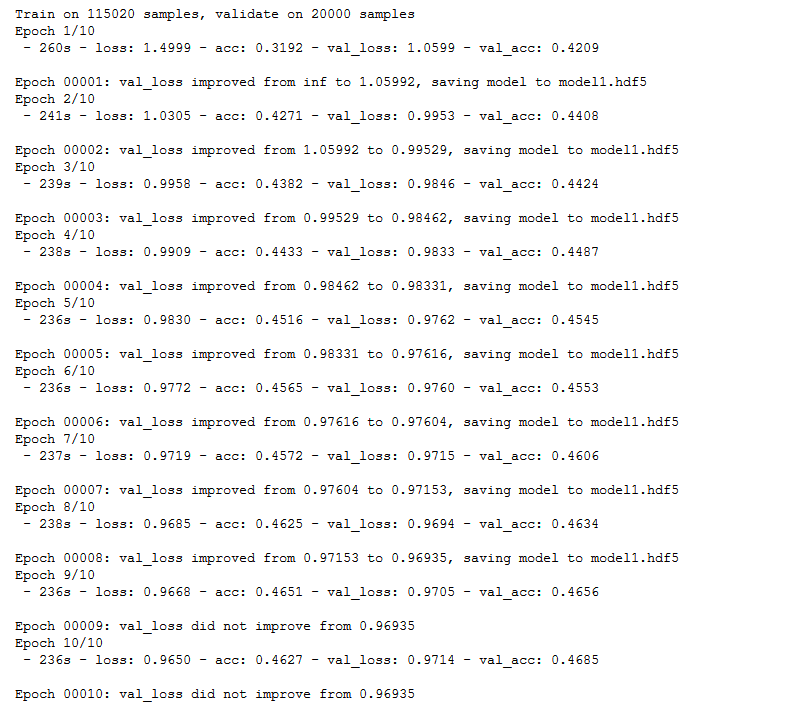 Train on 115020 samples, validate on 20000 samples
Epoch 1/10
 - 260s - loss: 1.4999 - acc: 0.3192 - val_loss: 1.0599 - val_acc: 0.4209

Epoch 00001: val_loss improved from inf to 1.05992, saving model to model1.hdf5
Epoch 2/10
 - 241s - loss: 1.0305 - acc: 0.4271 - val_loss: 0.9953 - val_acc: 0.4408

Epoch 00002: val_loss improved from 1.05992 to 0.99529, saving model to model1.hdf5
Epoch 3/10
 - 239s - loss: 0.9958 - acc: 0.4382 - val_loss: 0.9846 - val_acc: 0.4424

Epoch 00003: val_loss improved from 0.99529 to 0.98462, saving model to model1.hdf5
Epoch 4/10
 - 238s - loss: 0.9909 - acc: 0.4433 - val_loss: 0.9833 - val_acc: 0.4487

Epoch 00004: val_loss improved from 0.98462 to 0.98331, saving model to model1.hdf5
Epoch 5/10
 - 236s - loss: 0.9830 - acc: 0.4516 - val_loss: 0.9762 - val_acc: 0.4545

Epoch 00005: val_loss improved from 0.98331 to 0.97616, saving model to model1.hdf5
Epoch 6/10
 - 236s - loss: 0.9772 - acc: 0.4565 - val_loss: 0.9760 - val_acc: 0.4553

Epoch 00006: val_loss improved from 0.97616 to 0.97604, saving model to model1.hdf5
Epoch 7/10
 - 237s - loss: 0.9719 - acc: 0.4572 - val_loss: 0.9715 - val_acc: 0.4606

Epoch 00007: val_loss improved from 0.97604 to 0.97153, saving model to model1.hdf5
Epoch 8/10
 - 238s - loss: 0.9685 - acc: 0.4625 - val_loss: 0.9694 - val_acc: 0.4634

Epoch 00008: val_loss improved from 0.97153 to 0.96935, saving model to model1.hdf5
Epoch 9/10
 - 236s - loss: 0.9668 - acc: 0.4651 - val_loss: 0.9705 - val_acc: 0.4656

Epoch 00009: val_loss did not improve from 0.96935
Epoch 10/10
 - 236s - loss: 0.9650 - acc: 0.4627 - val_loss: 0.9714 - val_acc: 0.4685

Epoch 00010: val_loss did not improve from 0.96935